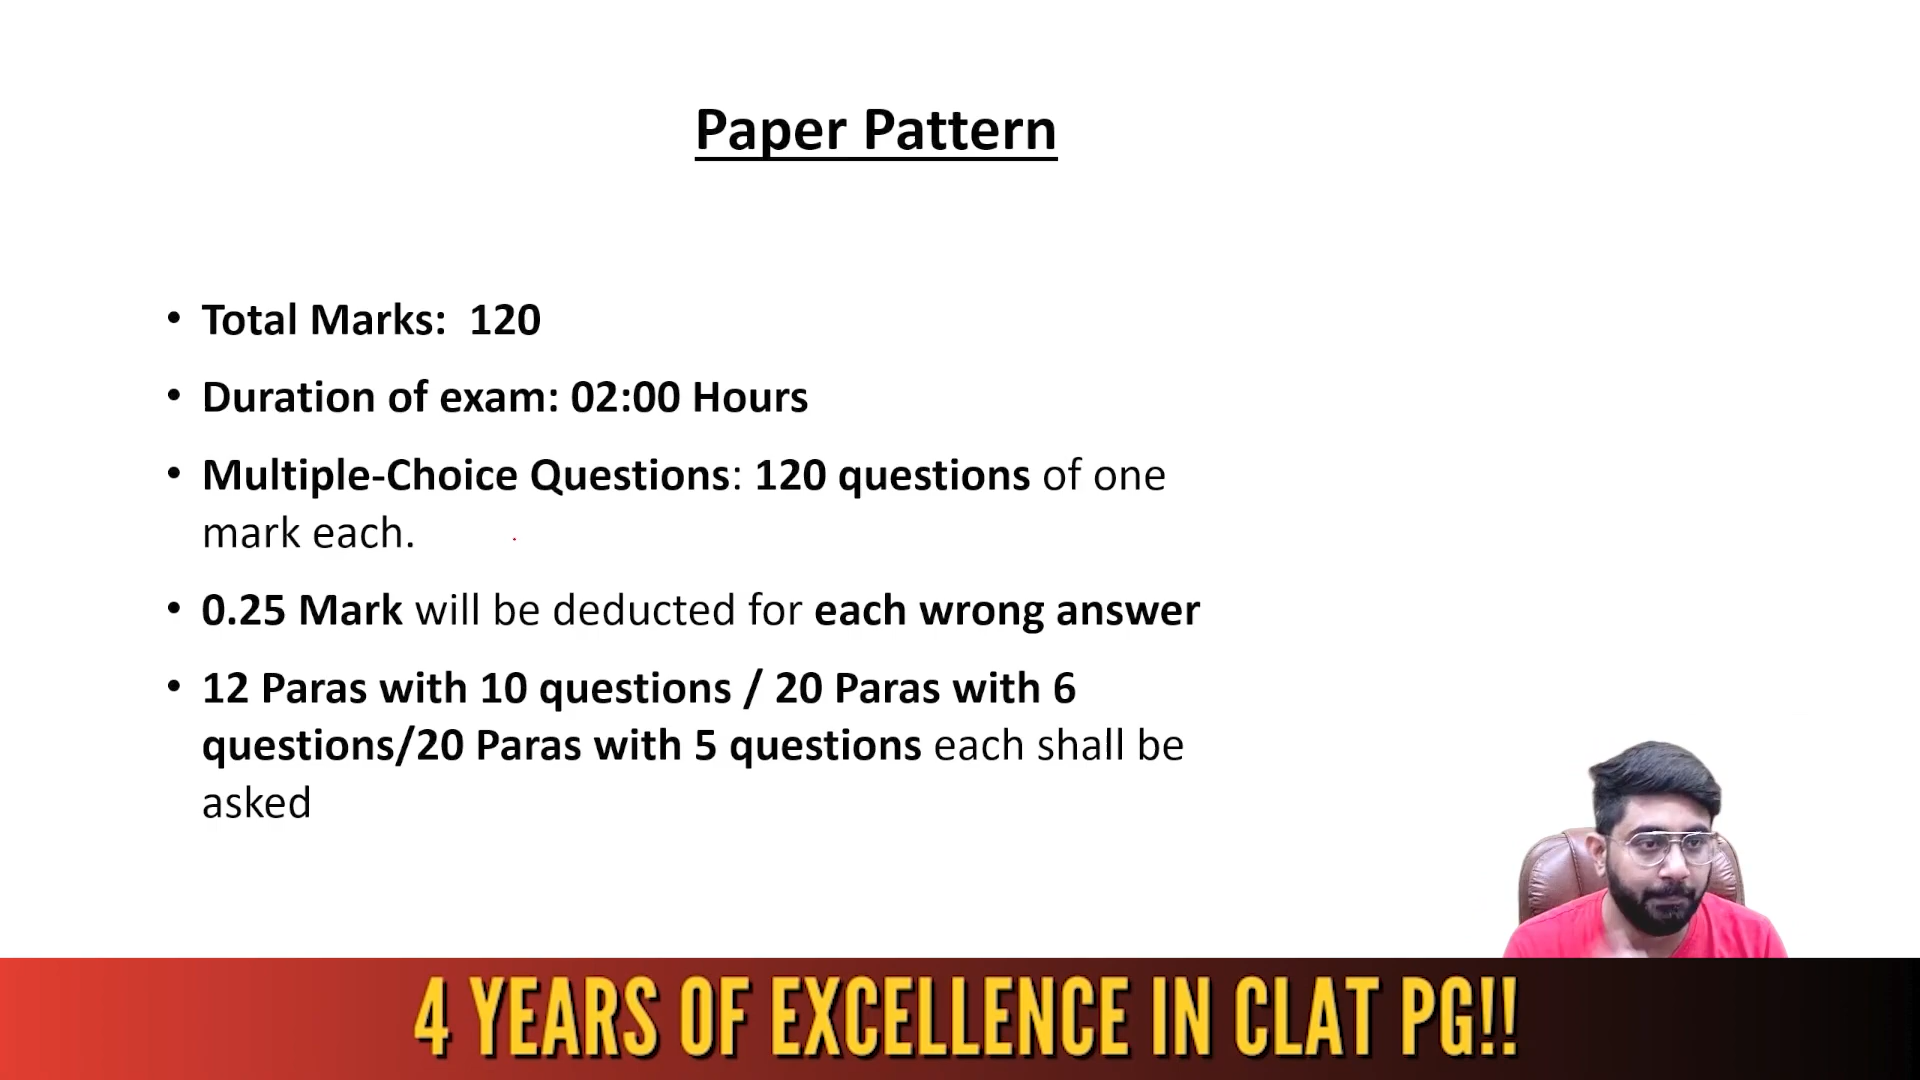 Paper Pattern
• Total Marks:  120
• Duration of exam: 02:00 Hours
• Multiple-Choice Questions: 120 questions of one
mark each.
• 0.25 Mark will be deducted for each wrong answer
• 12 Paras with 10 questions / 20 Paras with 6
questions/20 Paras with 5 questions each shall be
asked
4 YEARS OF EXCELLENCE IN CLAT PG!!